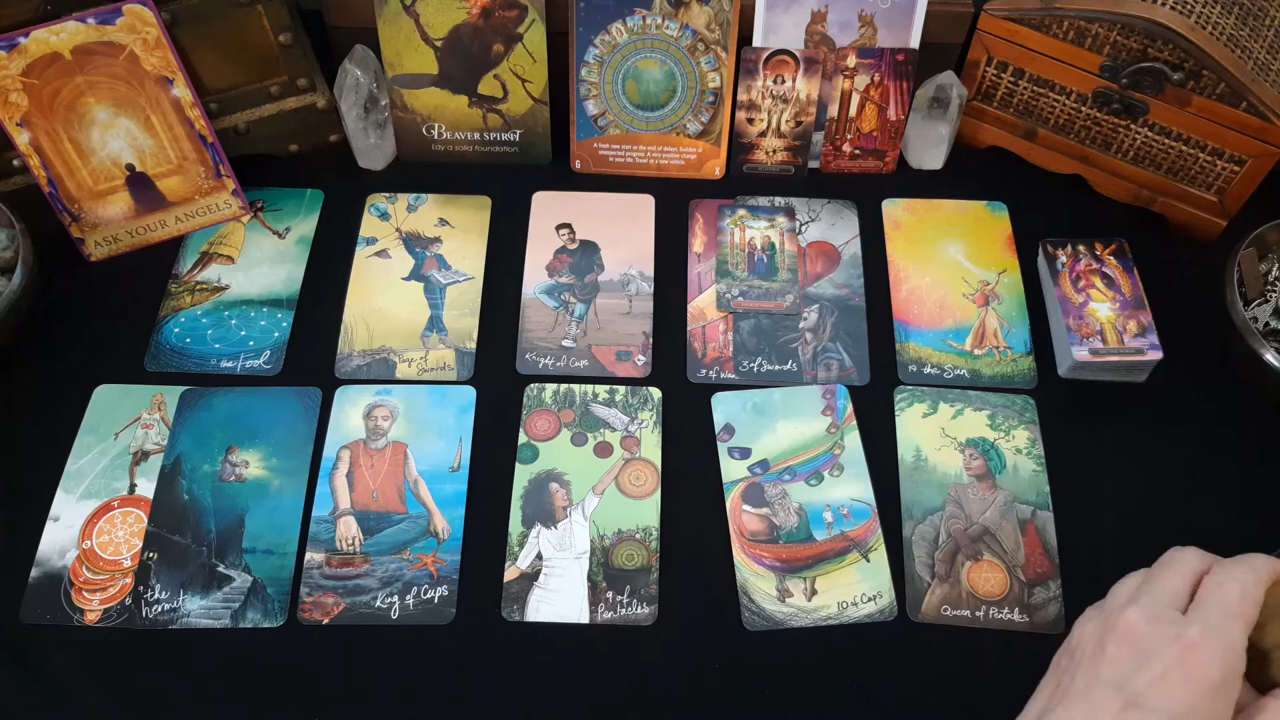 ASK YOUR ANGELS
BEAVER SPIRIT
Lay a solid foundation.
A fresh new start or the end of delays. Sudden or
unexpected progress. A very positive change
in your life. Travel or a new vehicle.
G
X
0 the Fool
Page of
Swords
Knight of Cups
3 of Wan
3 of Swords
19 the Sun
the
hermit
King of Cups
9 of
Pentacles
10 of Cups
Queen of Pentacles